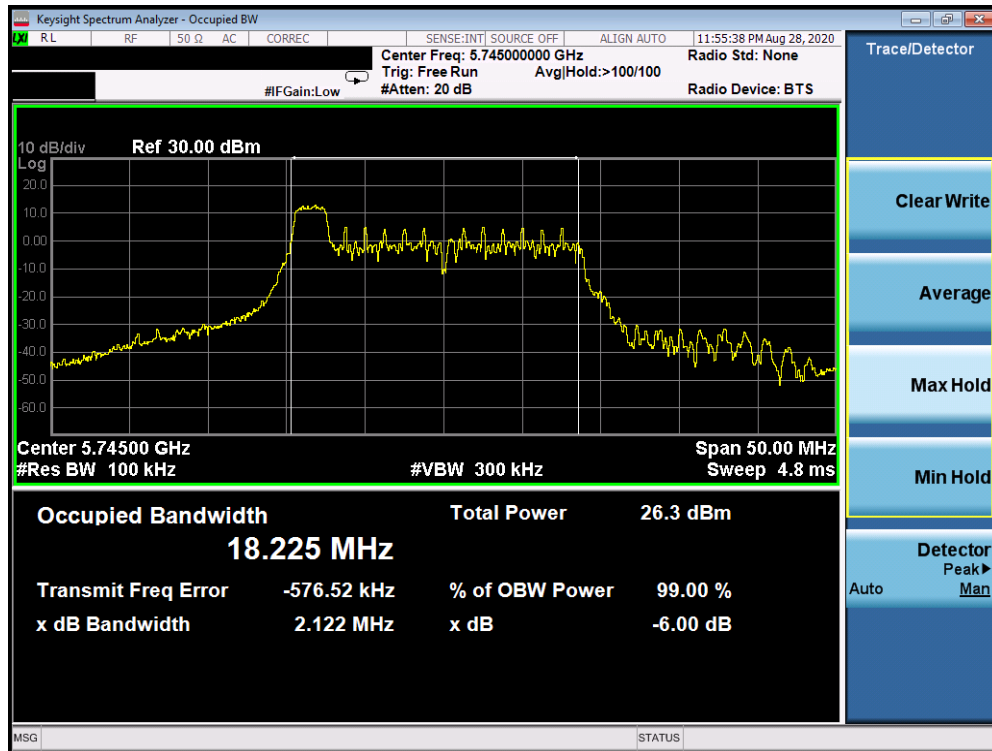 Keysight Spectrum Analyzer - Occupied BW
LXI RL RF 50 Ω AC CORREC SENSE:INT SOURCE OFF ALIGN AUTO 11:55:38 PM Aug 28, 2020
Center Freq: 5.745000000 GHz Radio Std: None
Trig: Free Run Avg|Hold:>100/100
#IFGain:Low #Atten: 20 dB Radio Device: BTS
Trace/Detector
10 dB/div Ref 30.00 dBm
Log
20.0
10.0
0.00
-10.0
-20.0
-30.0
-40.0
-50.0
-60.0
Center 5.74500 GHz Span 50.00 MHz
#Res BW 100 kHz #VBW 300 kHz Sweep 4.8 ms
Occupied Bandwidth Total Power 26.3 dBm
18.225 MHz
Transmit Freq Error -576.52 kHz % of OBW Power 99.00 %
x dB Bandwidth 2.122 MHz x dB -6.00 dB
Clear Write
Average
Max Hold
Min Hold
Detector
Peak▶
Auto Man
MSG STATUS